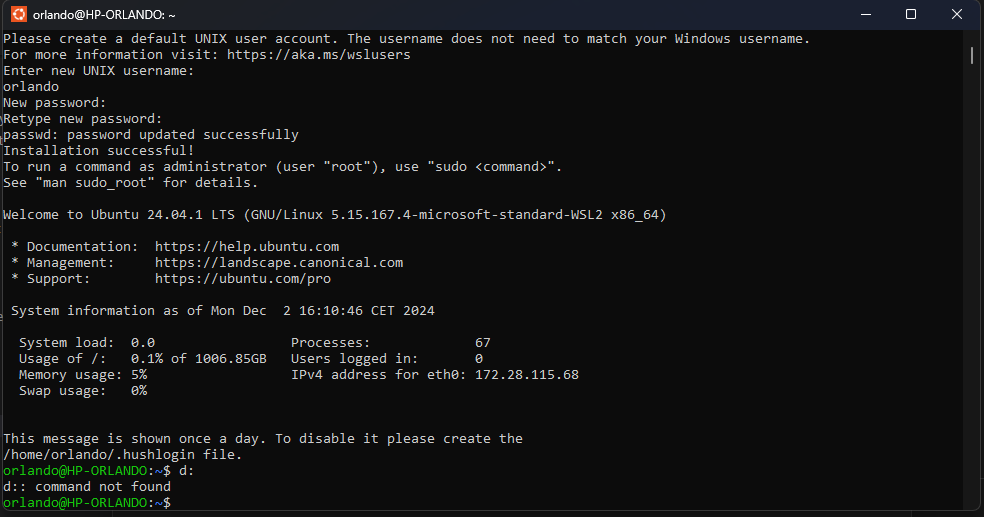 orlando@HP-ORLANDO: ~
Please create a default UNIX user account. The username does not need to match your Windows username.
For more information visit: https://aka.ms/wslusers
Enter new UNIX username:
orlando
New password:
Retype new password:
passwd: password updated successfully
Installation successful!
To run a command as administrator (user "root"), use "sudo <command>".
See "man sudo_root" for details.

Welcome to Ubuntu 24.04.1 LTS (GNU/Linux 5.15.167.4-microsoft-standard-WSL2 x86_64)

 * Documentation:  https://help.ubuntu.com
 * Management:     https://landscape.canonical.com
 * Support:        https://ubuntu.com/pro

 System information as of Mon Dec  2 16:10:46 CET 2024

  System load:  0.0                 Processes:             67
  Usage of /:   0.1% of 1006.85GB   Users logged in:       0
  Memory usage: 5%                  IPv4 address for eth0: 172.28.115.68
  Swap usage:   0%


This message is shown once a day. To disable it please create the
/home/orlando/.hushlogin file.
orlando@HP-ORLANDO:~$ d:
d:: command not found
orlando@HP-ORLANDO:~$